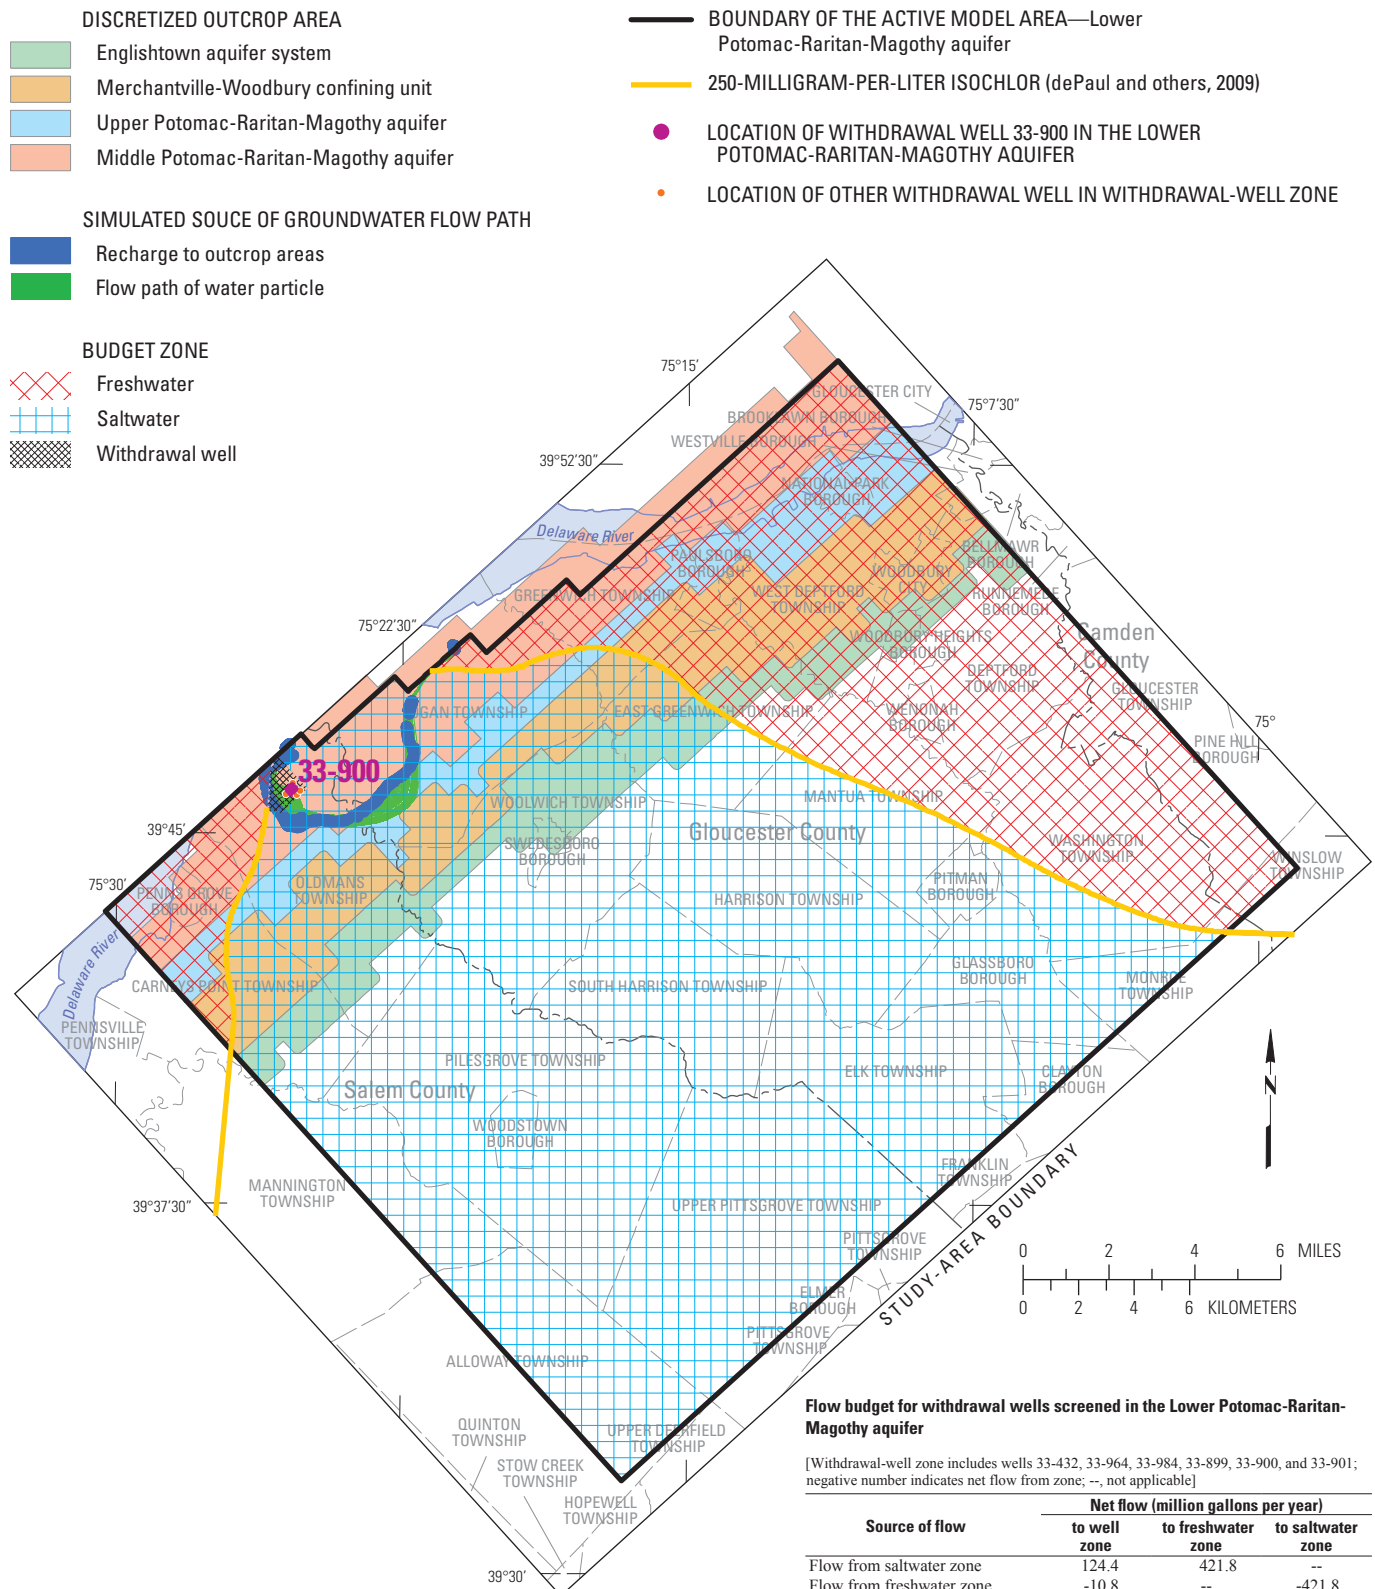 DISCRETIZED OUTCROP AREA
Englishtown aquifer system
Merchantville-Woodbury confining unit
Upper Potomac-Raritan-Magothy aquifer
Middle Potomac-Raritan-Magothy aquifer
SIMULATED SOUCE OF GROUNDWATER FLOW PATH
Recharge to outcrop areas
Flow path of water particle
BUDGET ZONE
Freshwater
Saltwater
Withdrawal well
BOUNDARY OF THE ACTIVE MODEL AREA—Lower
Potomac-Raritan-Magothy aquifer
250-MILLIGRAM-PER-LITER ISOCHLOR (dePaul and others, 2009)
LOCATION OF WITHDRAWAL WELL 33-900 IN THE LOWER
POTOMAC-RARITAN-MAGOTHY AQUIFER
LOCATION OF OTHER WITHDRAWAL WELL IN WITHDRAWAL-WELL ZONE
75°15'
75°7'30"
39°52'30"
75°22'30"
75°
39°45'
75°30'
39°37'30"
39°30'
GLOUCESTER CITY
BROOKLAWN BOROUGH
WESTVILLE BOROUGH
NATIONAL PARK
BOROUGH
Delaware River
PAULSBORO
BOROUGH
BELLMAWR
BOROUGH
GREENWICH TOWNSHIP
WEST DEPTFORD
TOWNSHIP
WOODBURY
CITY
RUNNEMEDE
BOROUGH
WOODBURY HEIGHTS
BOROUGH
Camden
County
DEPTFORD
TOWNSHIP
GLOUCESTER
TOWNSHIP
GAN TOWNSHIP
EAST GREENWICH TOWNSHIP
WENONAH
BOROUGH
PINE HILL
BOROUGH
33-900
WOOLWICH TOWNSHIP
MANTUA TOWNSHIP
Gloucester County
SWEDESBORO
BOROUGH
WASHINGTON
TOWNSHIP
WINSLOW
TOWNSHIP
PENNS GROVE
BOROUGH
OLDMANS
TOWNSHIP
HARRISON TOWNSHIP
PITMAN
BOROUGH
Delaware River
CARNEYS POINT TOWNSHIP
SOUTH HARRISON TOWNSHIP
GLASSBORO
BOROUGH
MONROE
TOWNSHIP
PENNSVILLE
TOWNSHIP
PILESGROVE TOWNSHIP
ELK TOWNSHIP
CLAYTON
BOROUGH
Salem County
WOODSTOWN
BOROUGH
MANNINGTON
TOWNSHIP
FRANKLIN
TOWNSHIP
UPPER PITTSGROVE TOWNSHIP
PITTSGROVE
TOWNSHIP
ELMER
BOROUGH
PITTSGROVE
TOWNSHIP
STUDY-AREA BOUNDARY
ALLOWAY TOWNSHIP
QUINTON
TOWNSHIP
UPPER DEERFIELD
TOWNSHIP
STOW CREEK
TOWNSHIP
HOPEWELL
TOWNSHIP
N
0 2 4 6 MILES
0 2 4 6 KILOMETERS
Flow budget for withdrawal wells screened in the Lower Potomac-Raritan-
Magothy aquifer
[Withdrawal-well zone includes wells 33-432, 33-964, 33-984, 33-899, 33-900, and 33-901;
negative number indicates net flow from zone; --, not applicable]
Net flow (million gallons per year)
Source of flow
to well
zone
to freshwater
zone
to saltwater
zone
Flow from saltwater zone 124.4 421.8 --
Flow from freshwater zone -10.8 -- -421.8